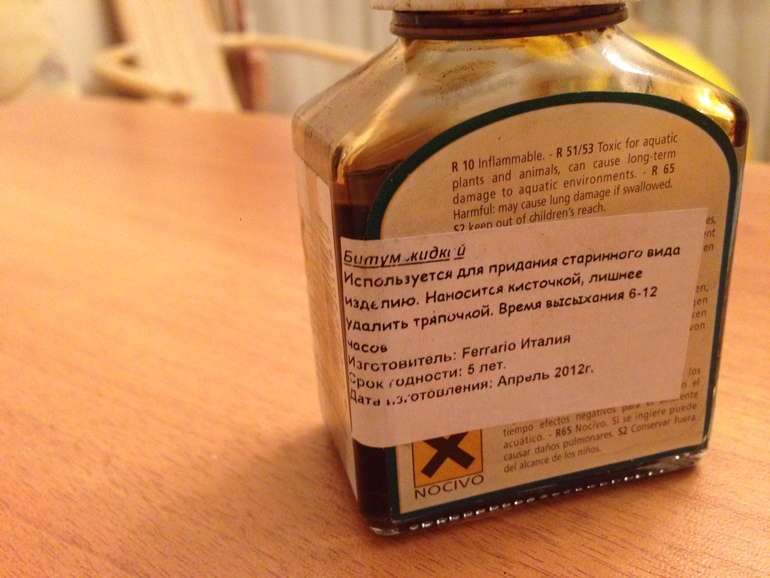 R 10 Inflammable. - R 51/53 Toxic for aquatic
plants and animals, can cause long-term
damage to aquatic environments. - R 65
Harmful: may cause lung damage if swallowed.
S2 keep out of children's reach.
Битум жидкий
Используется для придания старинного вида
изделию. Наносится кисточкой, лишнее
удалить тряпочкой. Время высыхания 6-12
часов
Изготовитель: Ferrario Италия
Срок годности: 5 лет.
Дата изготовления: Апрель 2012г.
tiempo efectos negativos para el ambiente
acuático. - R65 Nocivo. Si se ingiere puede
causar daños pulmonares. S2 Conservar fuera
del alcance de los niños.
NOCIVO